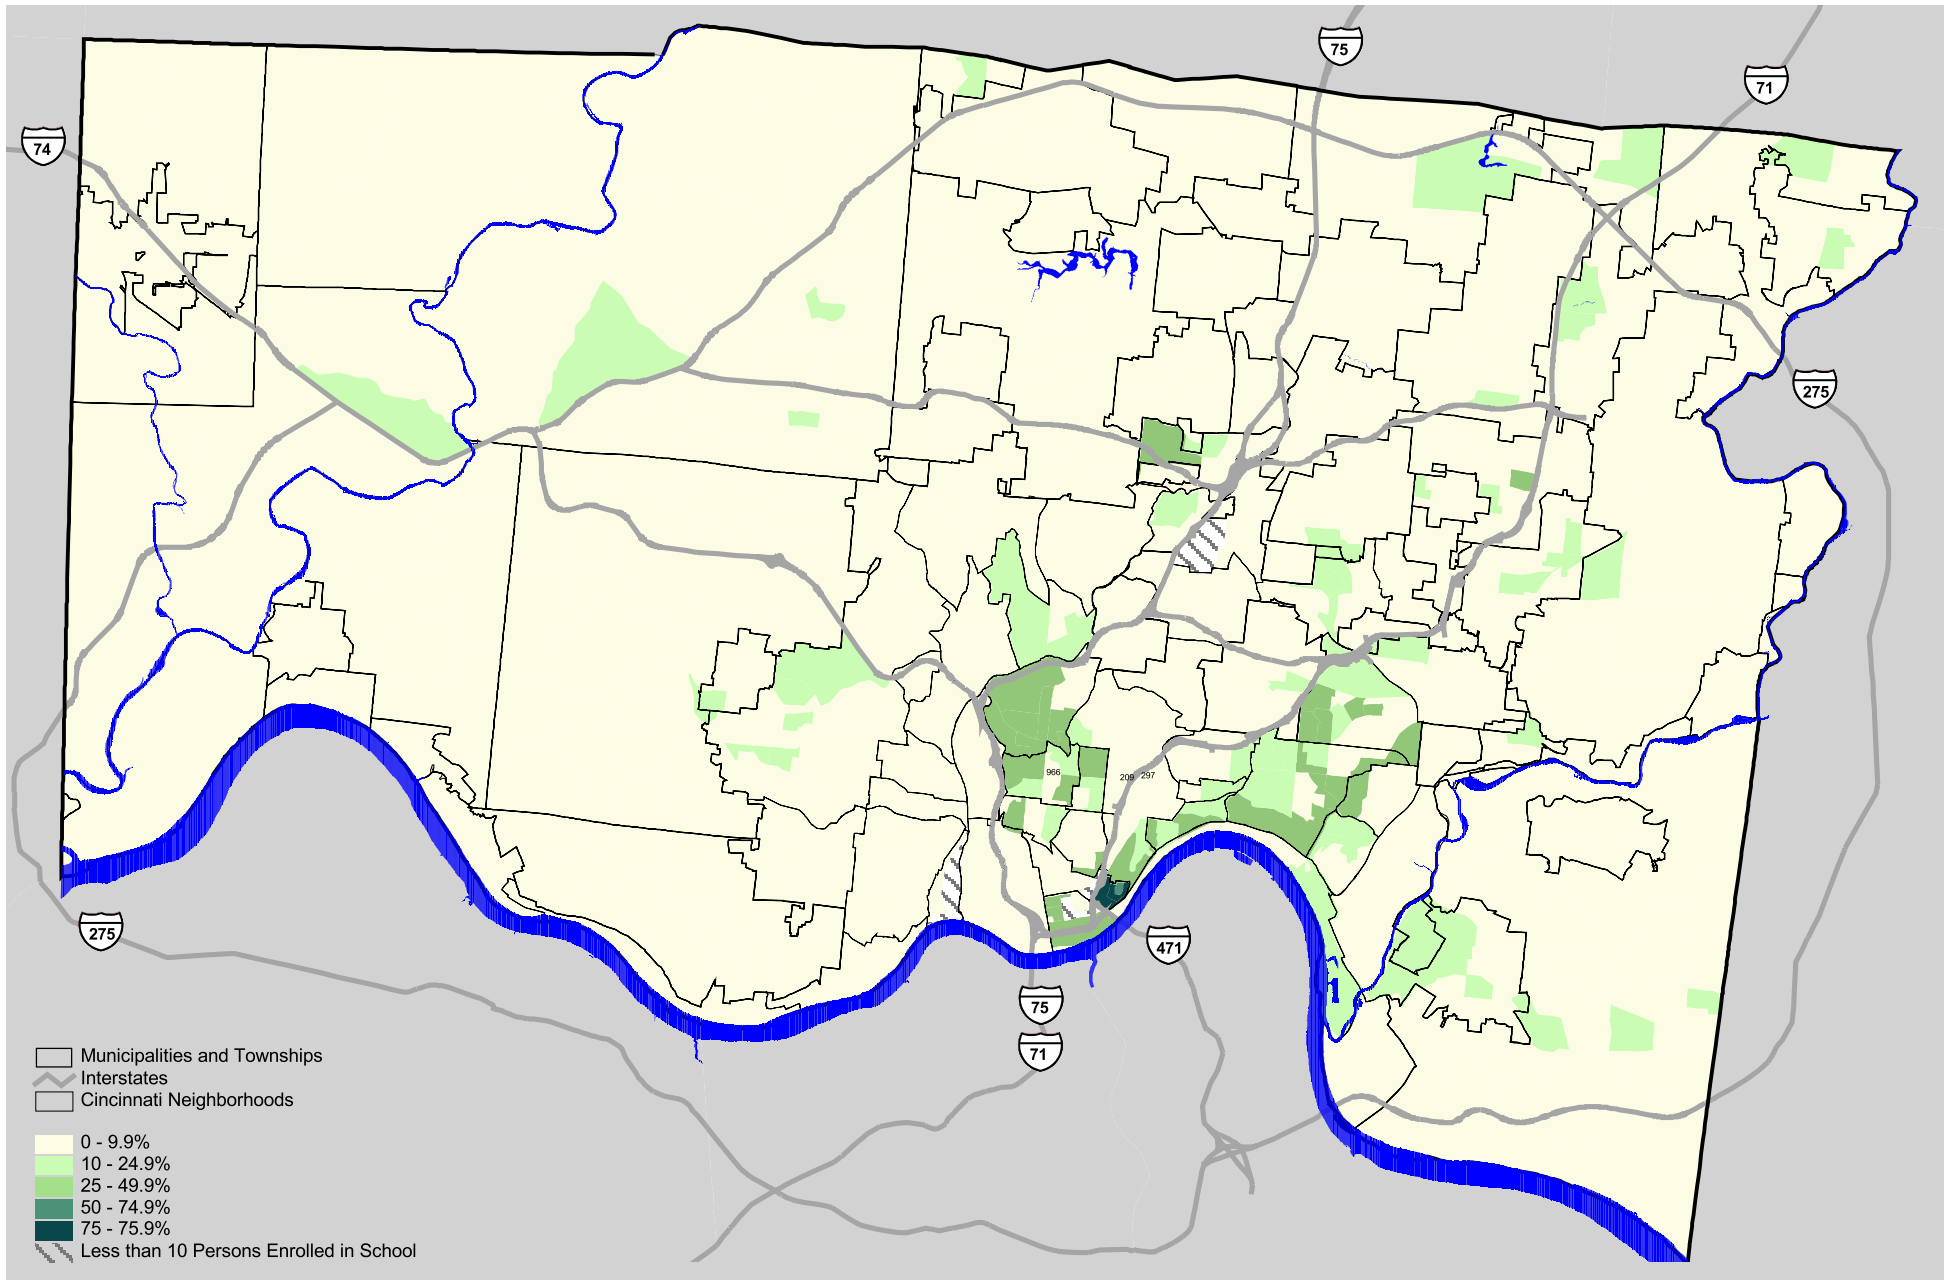 75
71
74
275
966
209
297
275
471
75
71
Municipalities and Townships
Interstates
Cincinnati Neighborhoods
0 - 9.9%
10 - 24.9%
25 - 49.9%
50 - 74.9%
75 - 75.9%
Less than 10 Persons Enrolled in School